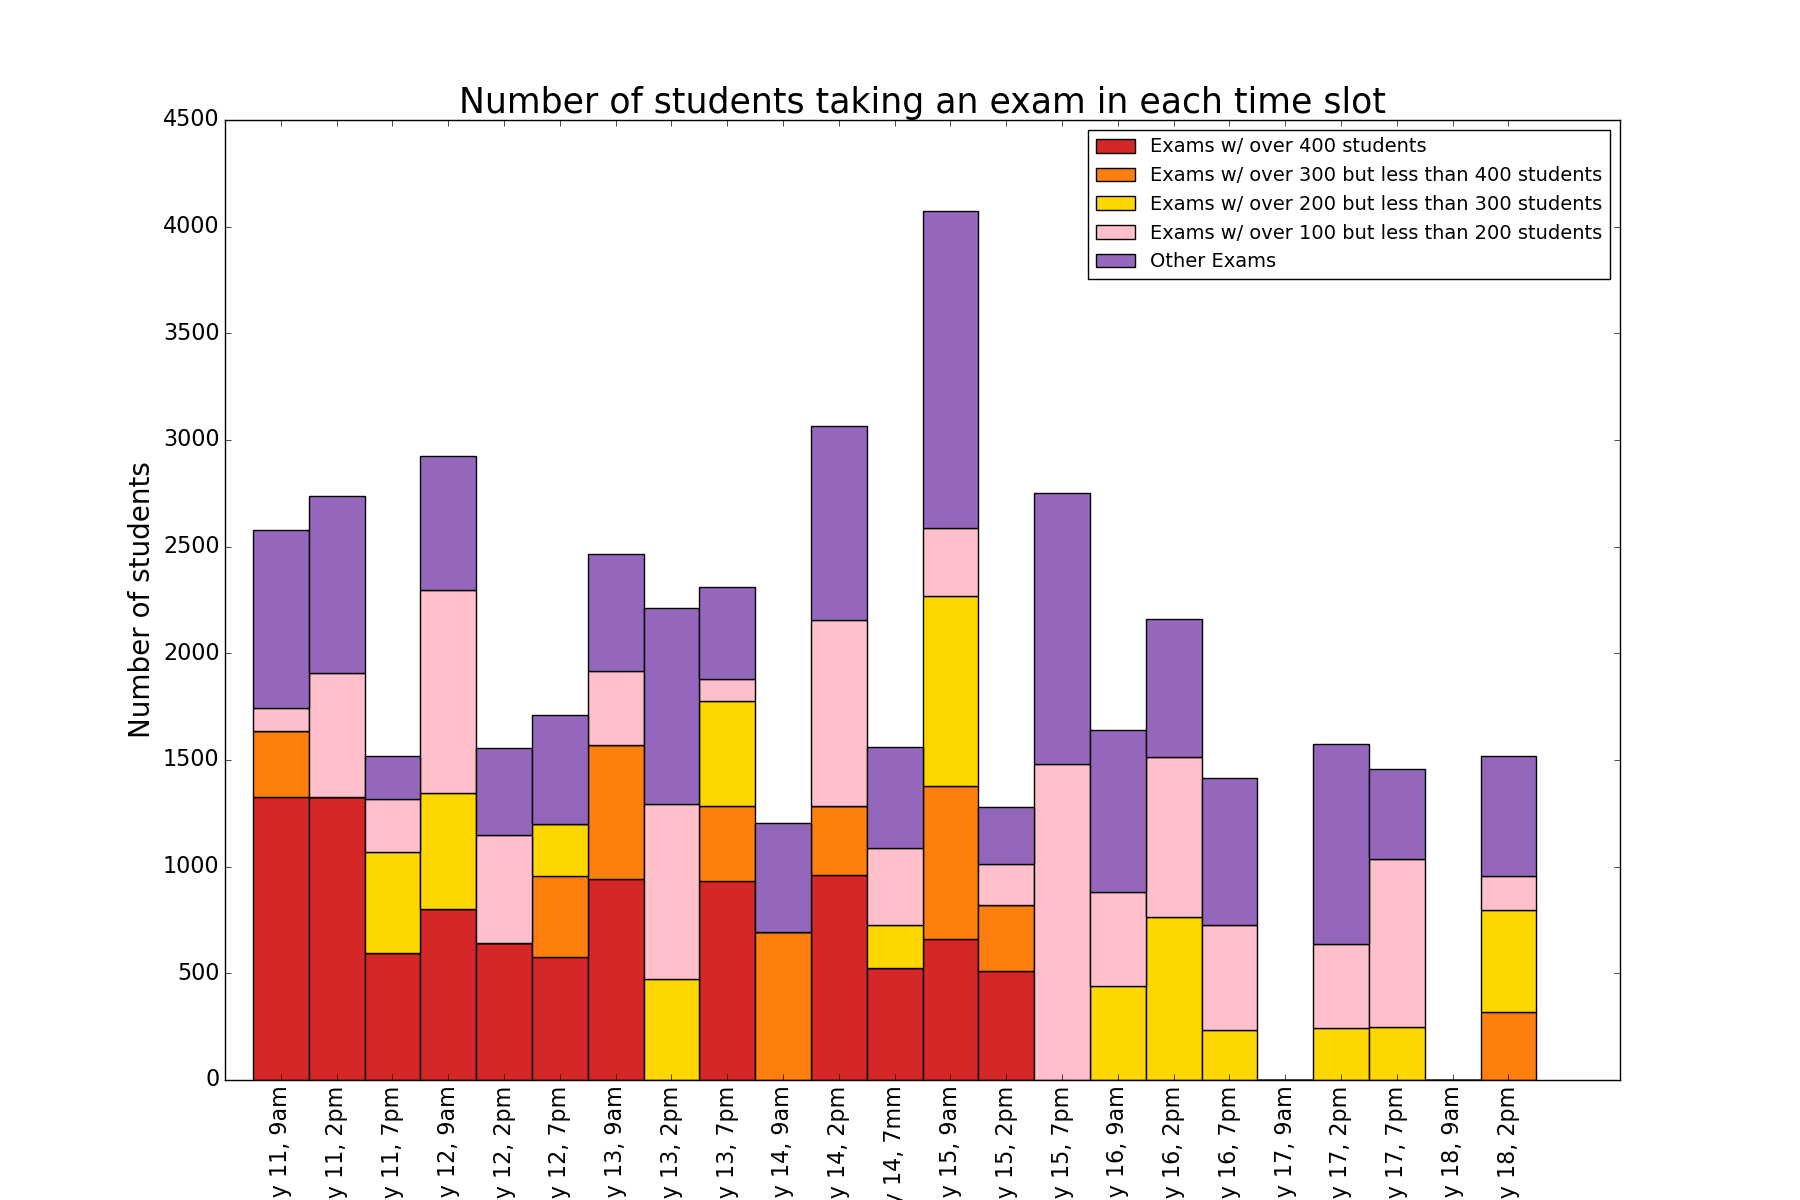 Number of students taking an exam in each time slot
Number of students
4500
4000
3500
3000
2500
2000
1500
1000
500
0
Exams w/ over 400 students
Exams w/ over 300 but less than 400 students
Exams w/ over 200 but less than 300 students
Exams w/ over 100 but less than 200 students
Other Exams
y 11, 9am
y 11, 2pm
y 11, 7pm
y 12, 9am
y 12, 2pm
y 12, 7pm
y 13, 9am
y 13, 2pm
y 13, 7pm
y 14, 9am
y 14, 2pm
y 14, 7mm
y 15, 9am
y 15, 2pm
y 15, 7pm
y 16, 9am
y 16, 2pm
y 16, 7pm
y 17, 9am
y 17, 2pm
y 17, 7pm
y 18, 9am
y 18, 2pm